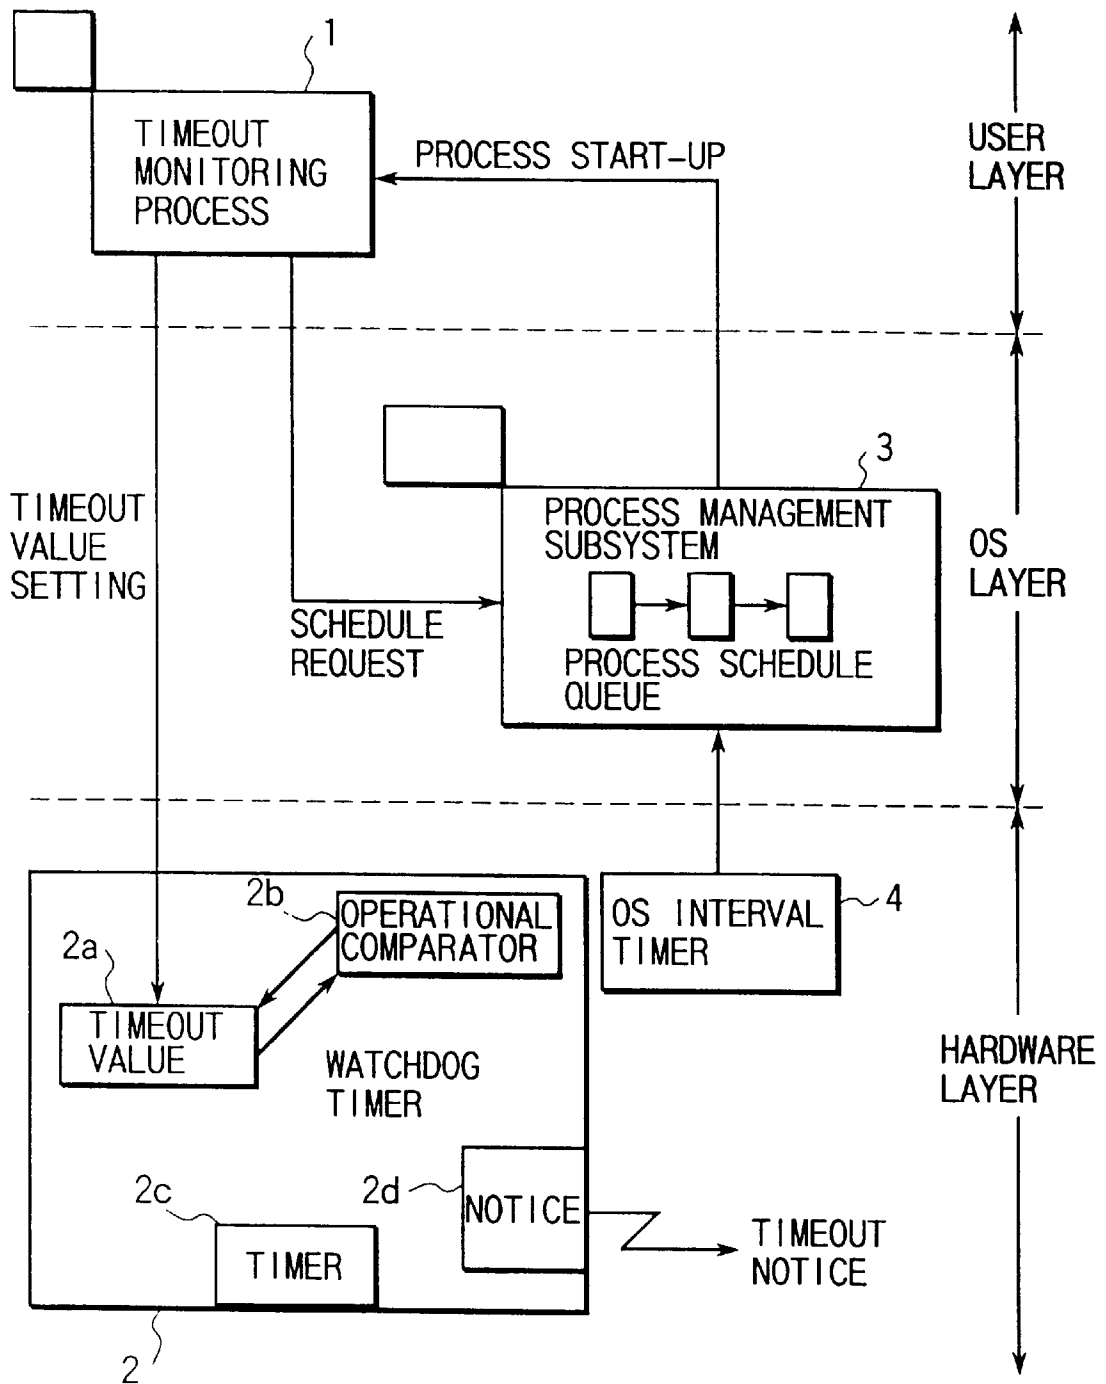 1
TIMEOUT
MONITORING
PROCESS
PROCESS START-UP
USER
LAYER
3
PROCESS MANAGEMENT
SUBSYSTEM
PROCESS SCHEDULE
QUEUE
TIMEOUT
VALUE
SETTING
SCHEDULE
REQUEST
OS
LAYER
2b
OPERATIONAL
COMPARATOR
2a
TIMEOUT
VALUE
WATCHDOG
TIMER
OS INTERVAL
TIMER
4
HARDWARE
LAYER
2c
TIMER
2d
NOTICE
TIMEOUT
NOTICE
2